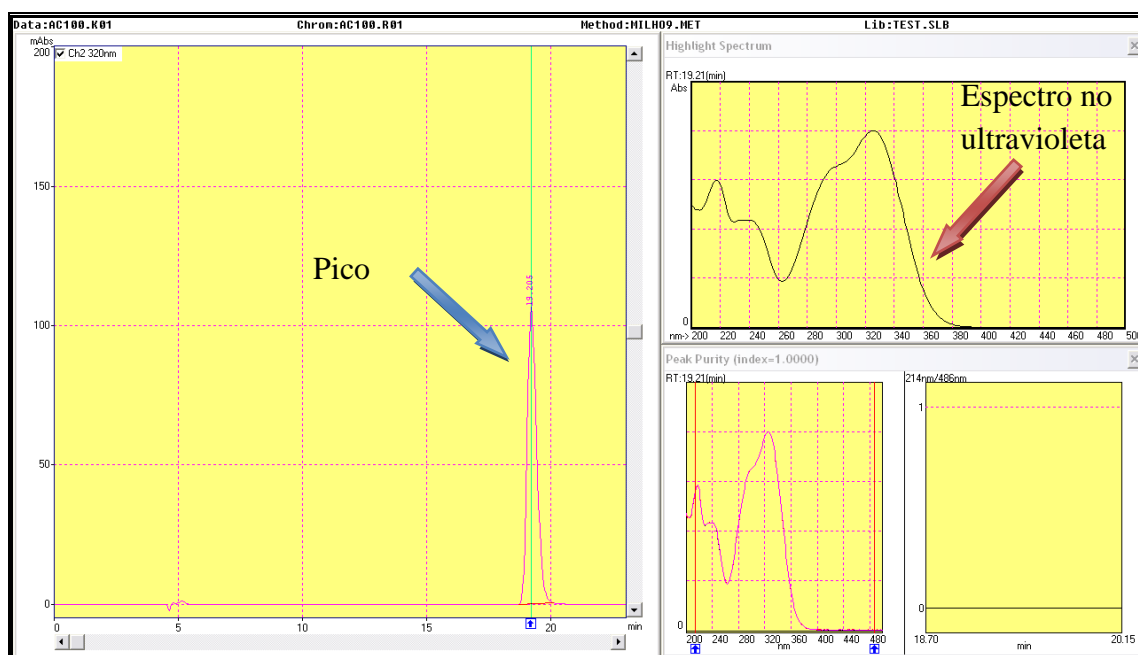 Data:AC100.K01 Chrom:AC100.R01 Method:MILHO9.MET Lib:TEST.SLB
mAbs
200
Ch2 320nm
150
100
50
0
Pico
19.205
0 5 10 15 20 min
Highlight Spectrum
RT:19.21(min)
Abs
Espectro no
ultravioleta
0
nm-> 200 220 240 260 280 300 320 340 360 380 400 420 440 460 480 500
Peak Purity (index=1.0000)
RT:19.21(min)
0
200 240 280 320 360 400 440 480
nm
214nm/486nm
1
0
18.70 20.15
min